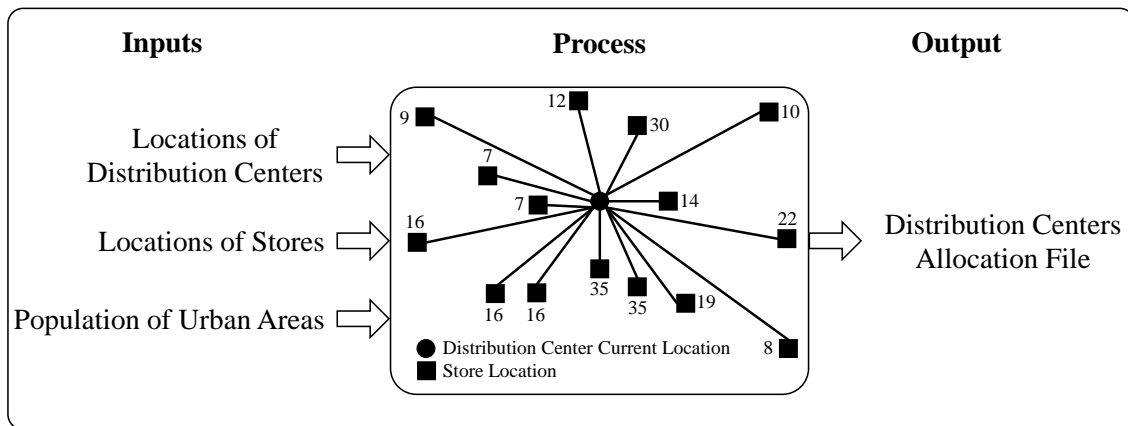 Inputs
Process
Output
Locations of
Distribution Centers
Locations of Stores
Population of Urban Areas
9
12
30
10
7
7
14
16
22
16
16
35
35
19
8
Distribution Center Current Location
Store Location
Distribution Centers
Allocation File